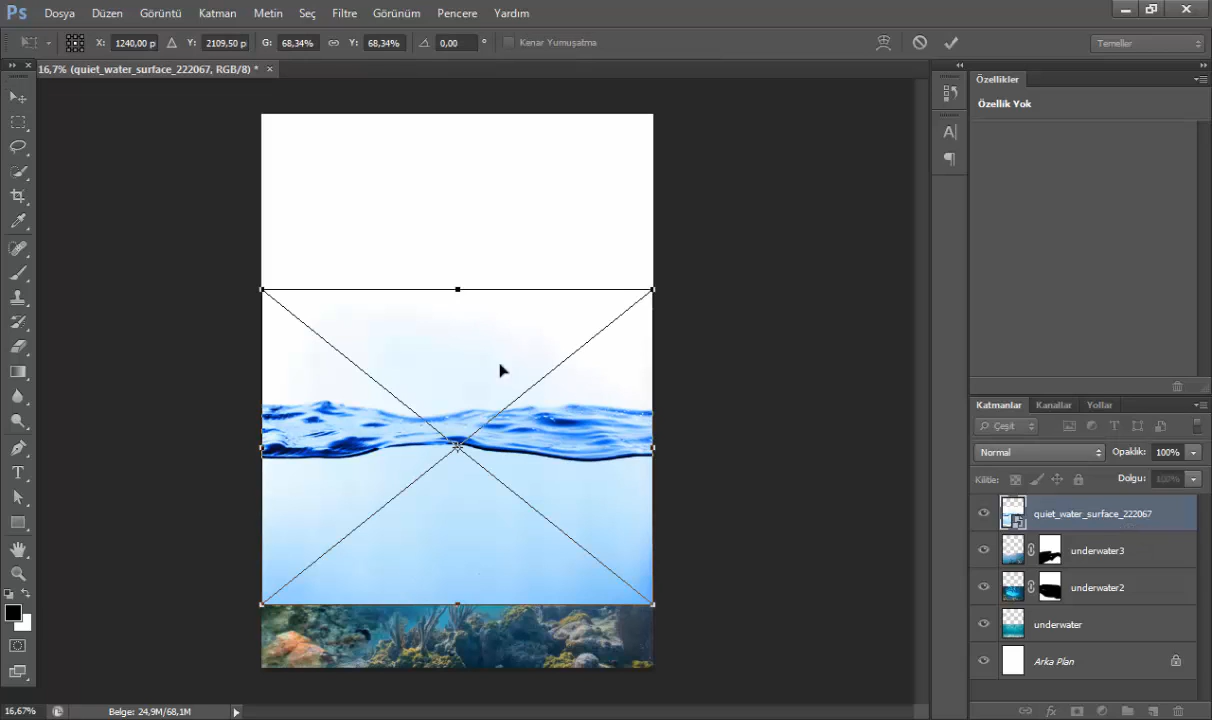 Ps Dosya Düzen Görüntü Katman Metin Seç Filtre Görünüm Pencere Yardım
X: 1240,00 p Y: 2109,50 p G: 68,34% Y: 68,34% 0,00 ° Kenar Yumuşatma Temeller
16,7% (quiet_water_surface_222067, RGB/8) * ×
Özellikler
Özellik Yok
Katmanlar Kanallar Yollar
Çeşit
Normal Opaklık: 100%
Kilitle: Dolgu: 100%
quiet_water_surface_222067
underwater3
underwater2
underwater
Arka Plan
16,67% Belge: 24,9M/68,1M